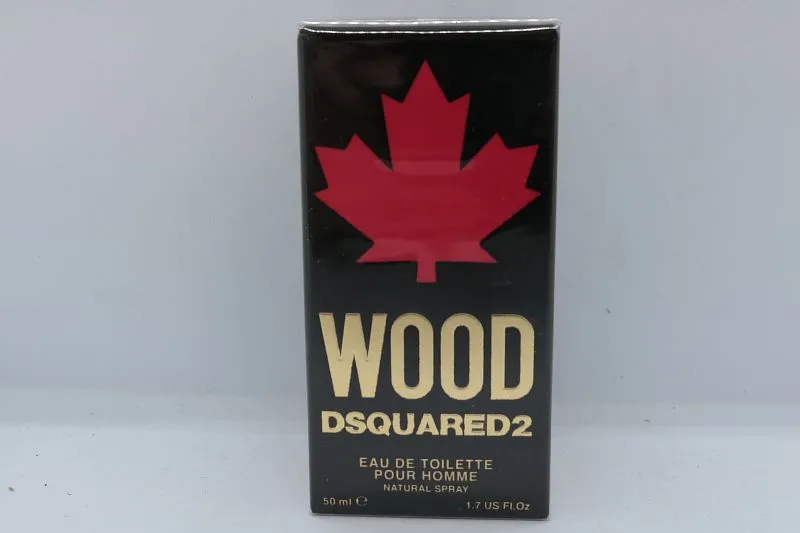 WOOD
DSQUARED2
EAU DE TOILETTE
POUR HOMME
NATURAL SPRAY
50 ml ℮ 1.7 US Fl.Oz